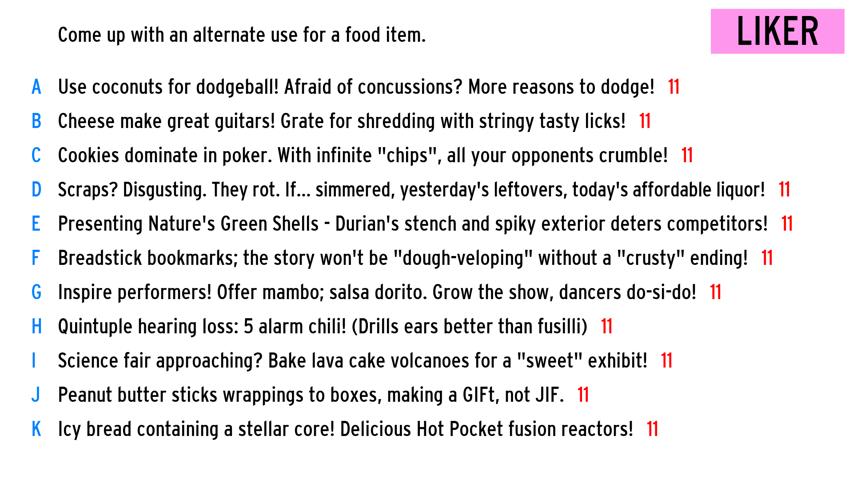 Come up with an alternate use for a food item.
LIKER
A Use coconuts for dodgeball! Afraid of concussions? More reasons to dodge! 11
B Cheese make great guitars! Grate for shredding with stringy tasty licks! 11
C Cookies dominate in poker. With infinite "chips", all your opponents crumble! 11
D Scraps? Disgusting. They rot. If... simmered, yesterday's leftovers, today's affordable liquor! 11
E Presenting Nature's Green Shells - Durian's stench and spiky exterior deters competitors! 11
F Breadstick bookmarks; the story won't be "dough-veloping" without a "crusty" ending! 11
G Inspire performers! Offer mambo; salsa dorito. Grow the show, dancers do-si-do! 11
H Quintuple hearing loss: 5 alarm chili! (Drills ears better than fusilli) 11
I Science fair approaching? Bake lava cake volcanoes for a "sweet" exhibit! 11
J Peanut butter sticks wrappings to boxes, making a GIFt, not JIF. 11
K Icy bread containing a stellar core! Delicious Hot Pocket fusion reactors! 11